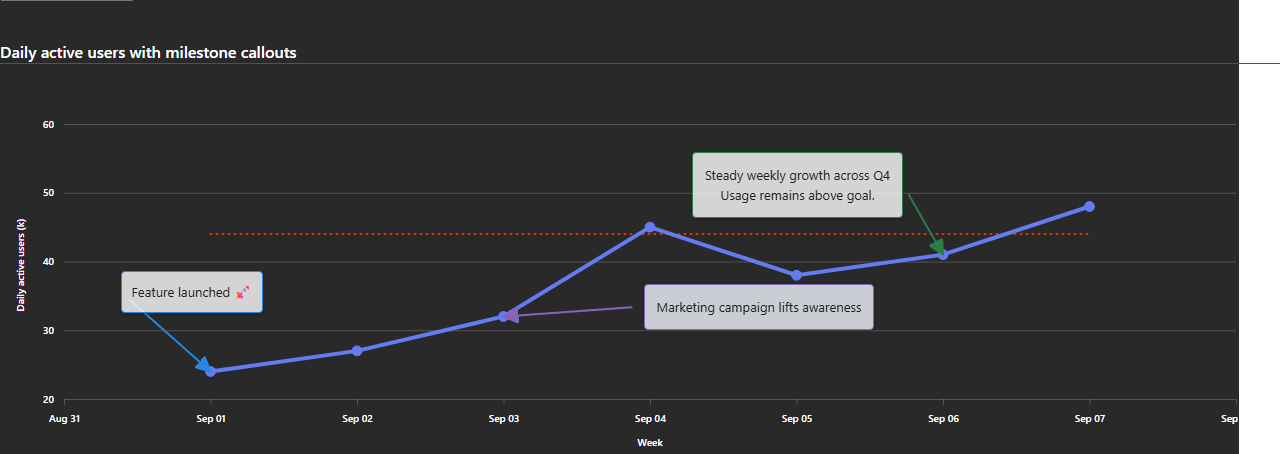 Daily active users with milestone callouts
60
50
40
30
20
Daily active users (k)
Steady weekly growth across Q4
Usage remains above goal.
Feature launched 🚀
Marketing campaign lifts awareness
Aug 31
Sep 01
Sep 02
Sep 03
Sep 04
Sep 05
Sep 06
Sep 07
Sep
Week